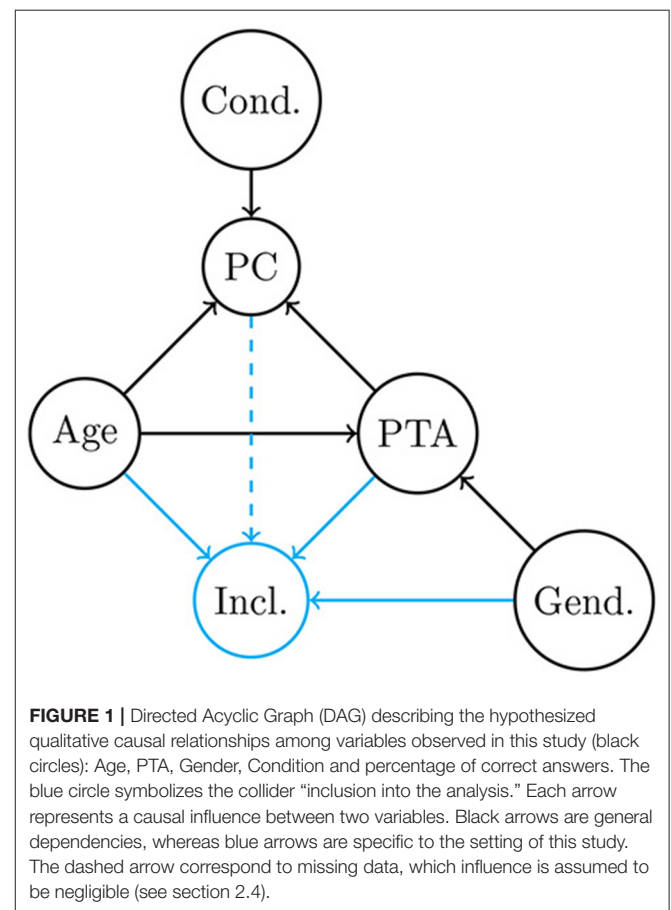 Cond.
PC
Age
PTA
Incl.
Gend.
FIGURE 1 | Directed Acyclic Graph (DAG) describing the hypothesized
qualitative causal relationships among variables observed in this study (black
circles): Age, PTA, Gender, Condition and percentage of correct answers. The
blue circle symbolizes the collider “inclusion into the analysis.” Each arrow
represents a causal influence between two variables. Black arrows are general
dependencies, whereas blue arrows are specific to the setting of this study.
The dashed arrow correspond to missing data, which influence is assumed to
be negligible (see section 2.4).